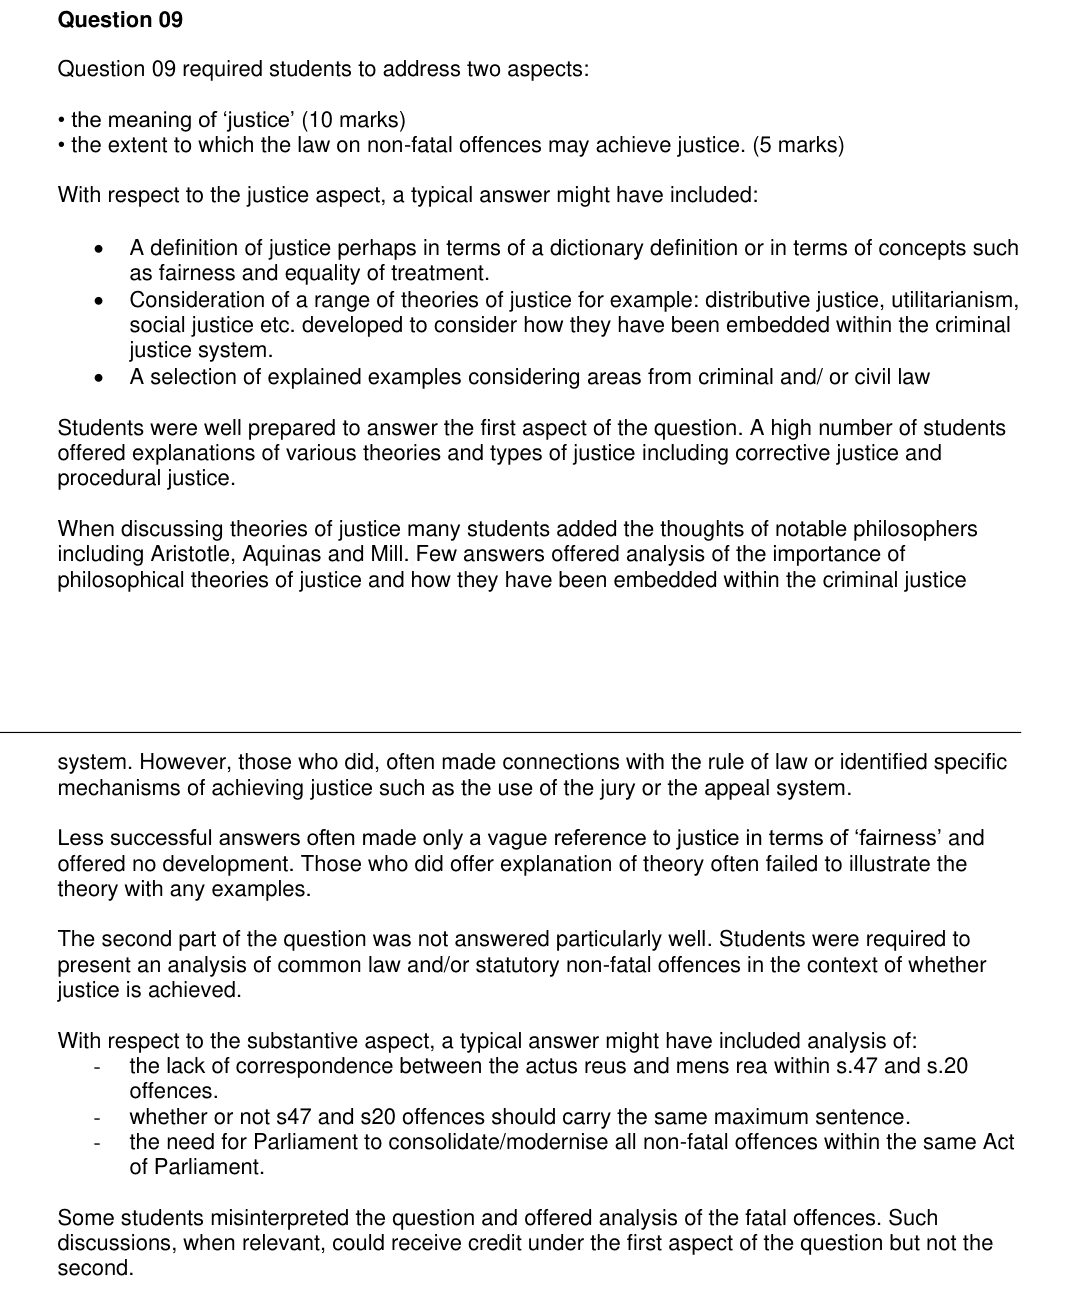 Question 09
Question 09 required students to address two aspects:
• the meaning of ‘justice’ (10 marks)
• the extent to which the law on non-fatal offences may achieve justice. (5 marks)
With respect to the justice aspect, a typical answer might have included:
• A definition of justice perhaps in terms of a dictionary definition or in terms of concepts such
as fairness and equality of treatment.
• Consideration of a range of theories of justice for example: distributive justice, utilitarianism,
social justice etc. developed to consider how they have been embedded within the criminal
justice system.
• A selection of explained examples considering areas from criminal and/ or civil law
Students were well prepared to answer the first aspect of the question. A high number of students
offered explanations of various theories and types of justice including corrective justice and
procedural justice.
When discussing theories of justice many students added the thoughts of notable philosophers
including Aristotle, Aquinas and Mill. Few answers offered analysis of the importance of
philosophical theories of justice and how they have been embedded within the criminal justice
system. However, those who did, often made connections with the rule of law or identified specific
mechanisms of achieving justice such as the use of the jury or the appeal system.
Less successful answers often made only a vague reference to justice in terms of ‘fairness’ and
offered no development. Those who did offer explanation of theory often failed to illustrate the
theory with any examples.
The second part of the question was not answered particularly well. Students were required to
present an analysis of common law and/or statutory non-fatal offences in the context of whether
justice is achieved.
With respect to the substantive aspect, a typical answer might have included analysis of:
- the lack of correspondence between the actus reus and mens rea within s.47 and s.20
offences.
- whether or not s47 and s20 offences should carry the same maximum sentence.
- the need for Parliament to consolidate/modernise all non-fatal offences within the same Act
of Parliament.
Some students misinterpreted the question and offered analysis of the fatal offences. Such
discussions, when relevant, could receive credit under the first aspect of the question but not the
second.